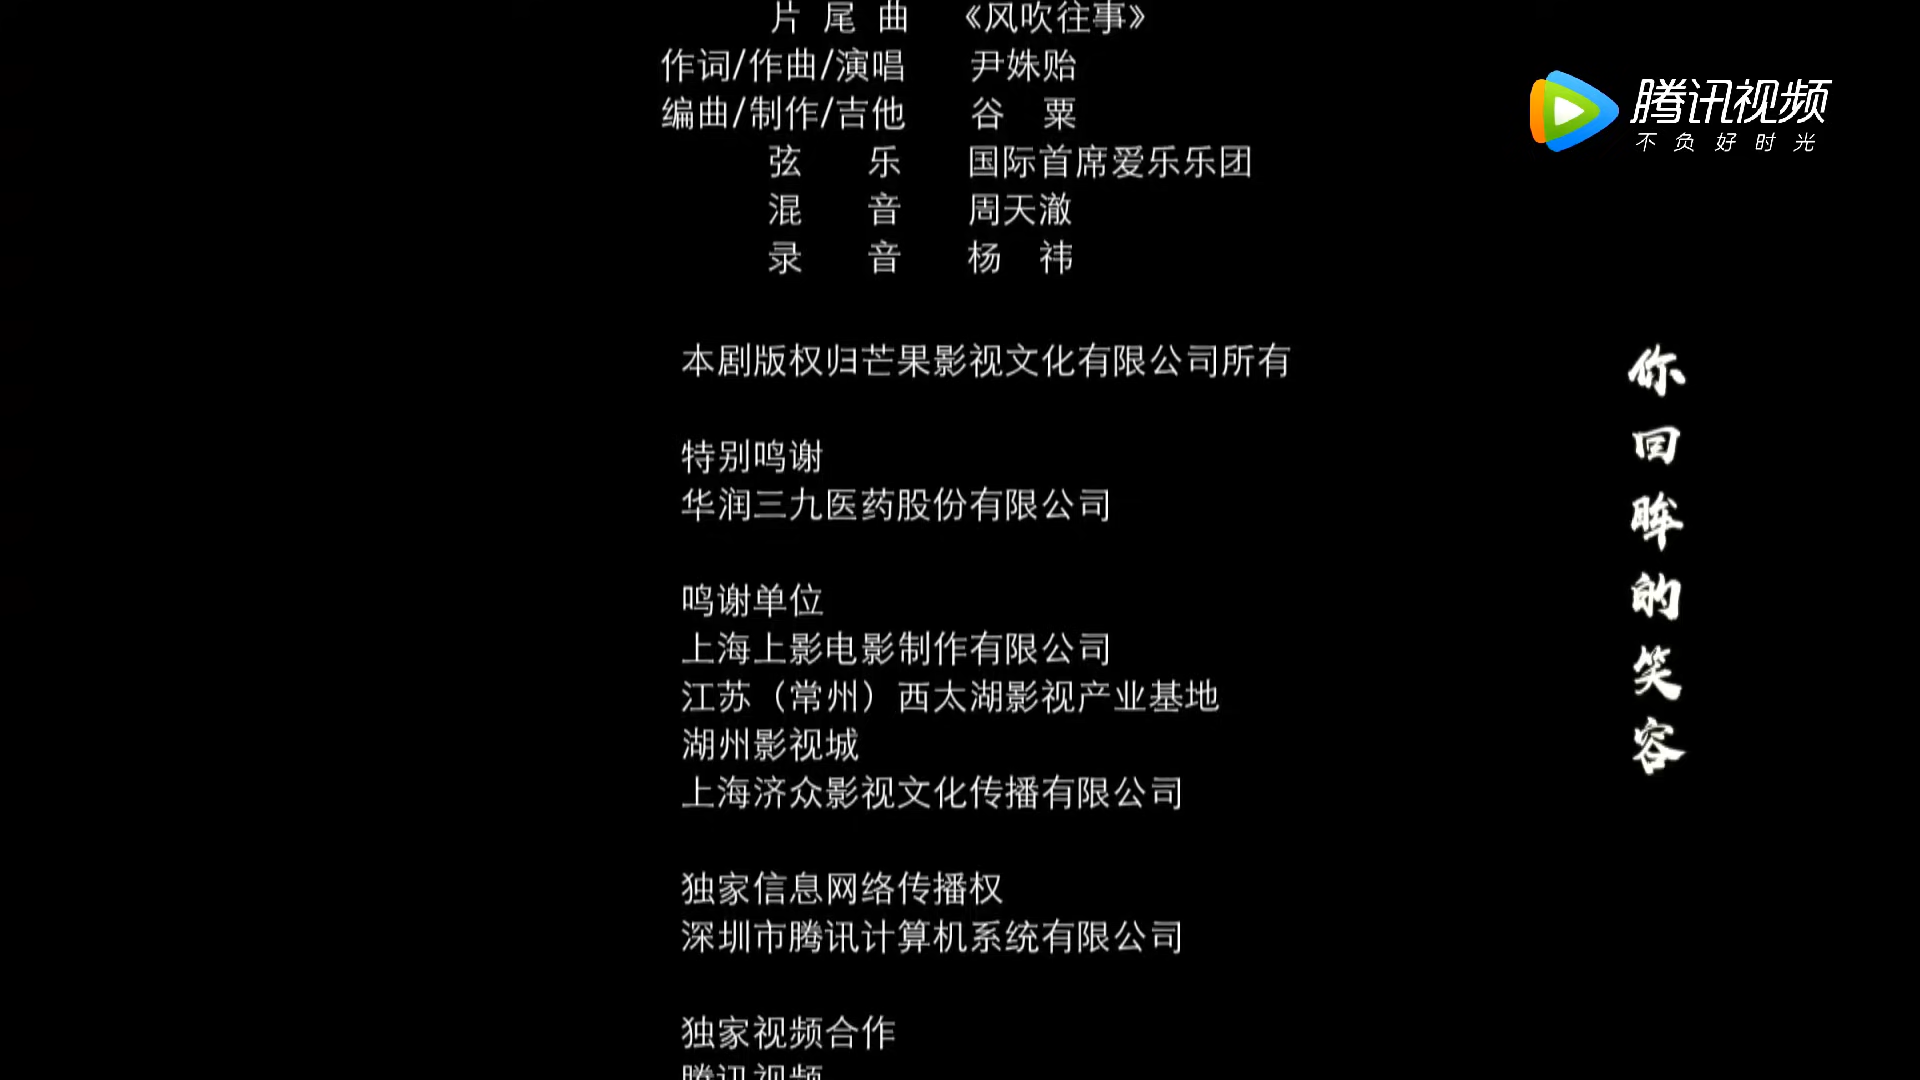 片尾曲 《风吹往事》
作词/作曲/演唱 尹姝贻
编曲/制作/吉他 谷粟
弦乐 国际首席爱乐乐团
混音 周天澈
录音 杨祎
本剧版权归芒果影视文化有限公司所有
特别鸣谢
华润三九医药股份有限公司
鸣谢单位
上海上影电影制作有限公司
江苏（常州）西太湖影视产业基地
湖州影视城
上海济众影视文化传播有限公司
独家信息网络传播权
深圳市腾讯计算机系统有限公司
独家视频合作
腾讯视频
腾讯视频
不负好时光
你回眸的笑容